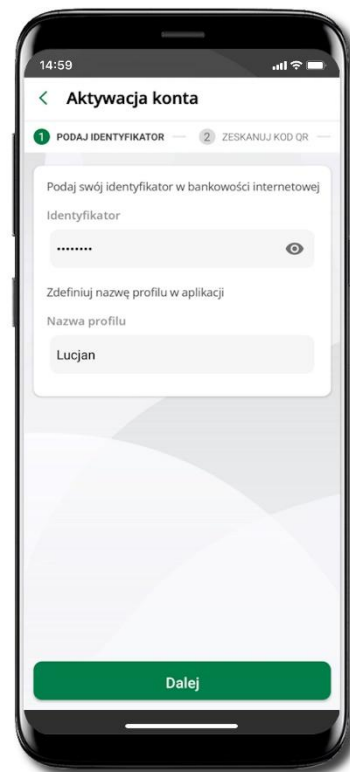 14:59
Aktywacja konta
1 PODAJ IDENTYFIKATOR 2 ZESKANUJ KOD QR
Podaj swój identyfikator w bankowości internetowej
Identyfikator
••••••••
Zdefiniuj nazwę profilu w aplikacji
Nazwa profilu
Lucjan
Dalej